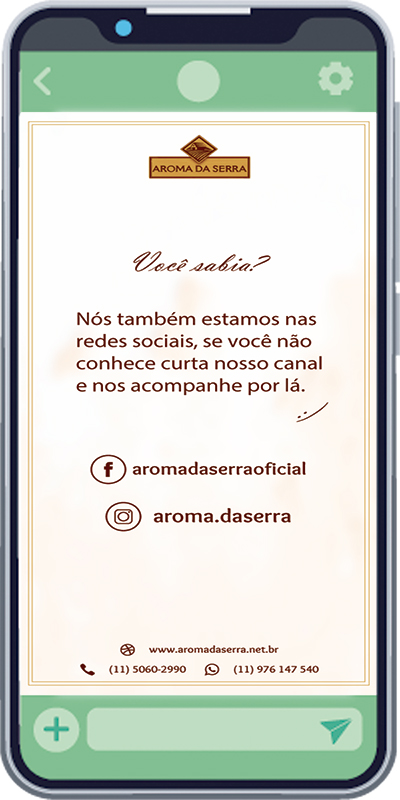 AROMA DA SERRA
Você sabia?
Nós também estamos nas
redes sociais, se você não
conhece curta nosso canal
e nos acompanhe por lá.
:-)
aromadaserraoficial
aroma.daserra
www.aromadaserra.net.br
(11) 5060-2990 (11) 976 147 540